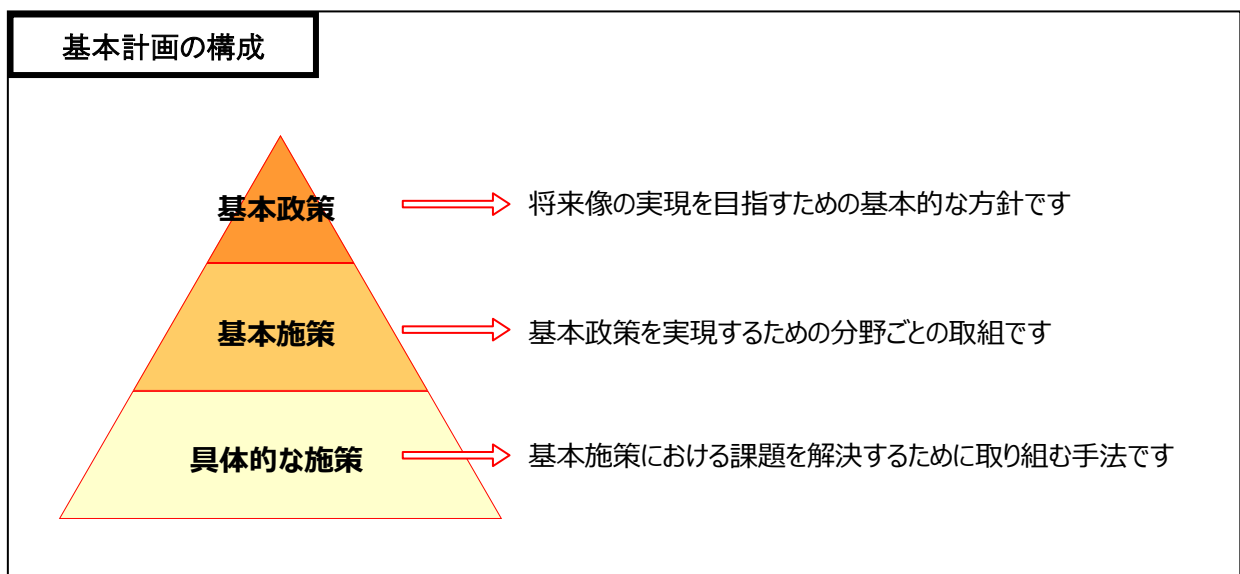 基本計画の構成
基本政策
将来像の実現を目指すための基本的な方針です
基本施策
基本政策を実現するための分野ごとの取組です
具体的な施策
基本施策における課題を解決するために取り組む手法です